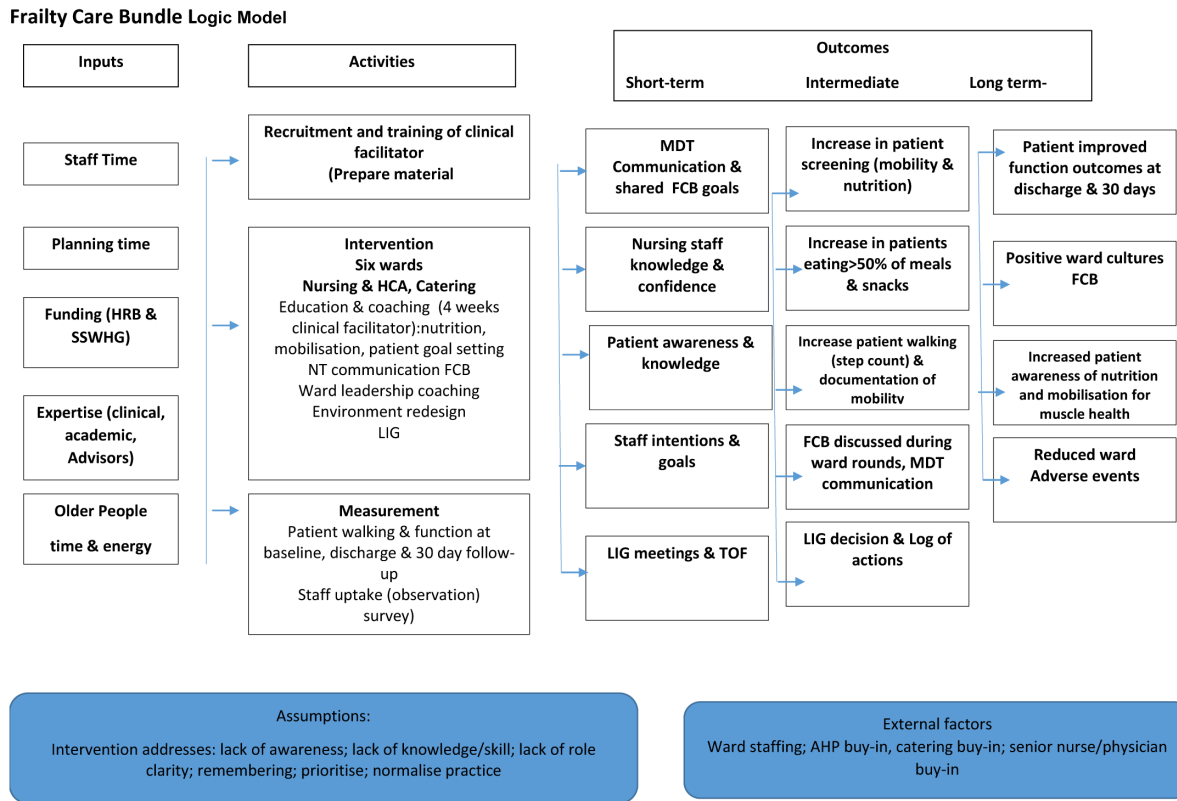 Frailty Care Bundle Logic Model
Inputs
Activities
Outcomes
Short-term Intermediate Long term-
Staff Time
Planning time
Funding (HRB &
SSWHG)
Expertise (clinical,
academic,
Advisors)
Older People
time & energy
Recruitment and training of clinical
facilitator
(Prepare material
Intervention
Six wards
Nursing & HCA, Catering
Education & coaching (4 weeks
clinical facilitator):nutrition,
mobilisation, patient goal setting
NT communication FCB
Ward leadership coaching
Environment redesign
LIG
Measurement
Patient walking & function at
baseline, discharge & 30 day follow-
up
Staff uptake (observation)
survey)
MDT
Communication &
shared FCB goals
Nursing staff
knowledge &
confidence
Patient awareness &
knowledge
Staff intentions &
goals
LIG meetings & TOF
Increase in patient
screening (mobility &
nutrition)
Increase in patients
eating>50% of meals
& snacks
Increase patient walking
(step count) &
documentation of
mobility
FCB discussed during
ward rounds, MDT
communication
LIG decision & Log of
actions
Patient improved
function outcomes at
discharge & 30 days
Positive ward cultures
FCB
Increased patient
awareness of nutrition
and mobilisation for
muscle health
Reduced ward
Adverse events
Assumptions:
Intervention addresses: lack of awareness; lack of knowledge/skill; lack of role
clarity; remembering; prioritise; normalise practice
External factors
Ward staffing; AHP buy-in, catering buy-in; senior nurse/physician
buy-in